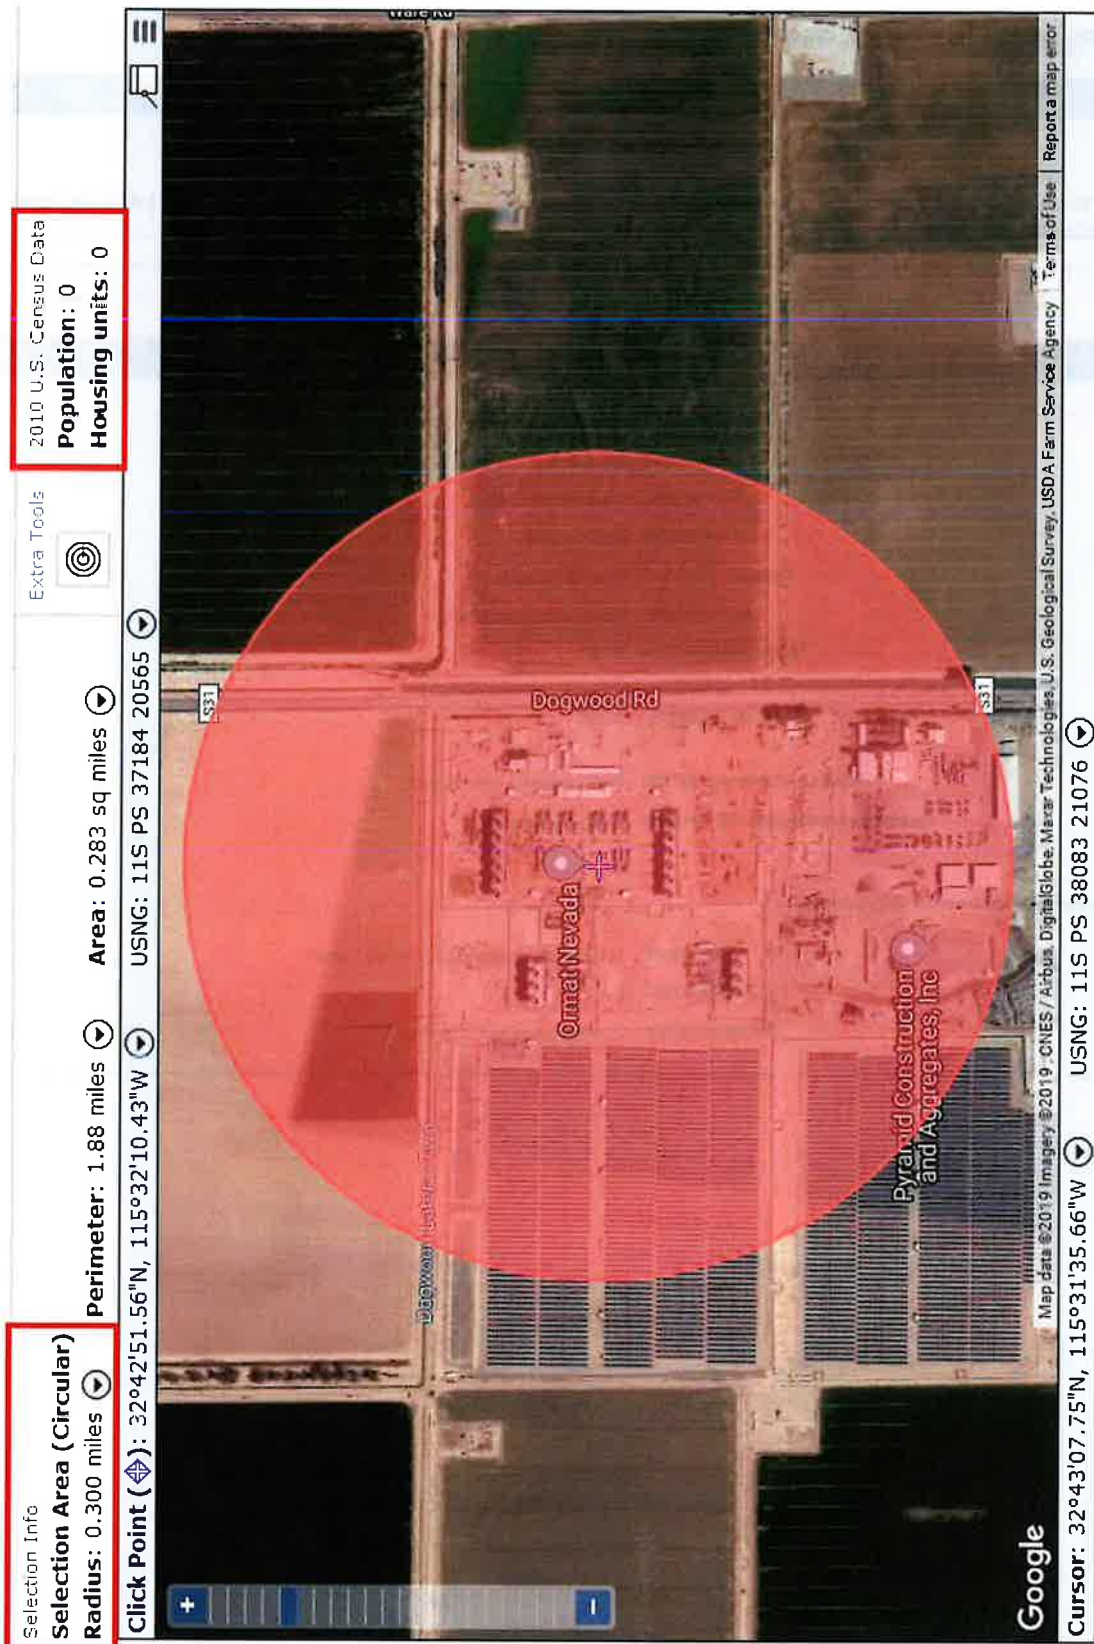 Selection Info
Selection Area (Circular)
Radius: 0.300 miles
Perimeter: 1.88 miles
Area: 0.283 sq miles
Extra Tools
2010 U.S. Census Data
Population: 0
Housing units: 0
Click Point ( ): 32°42'51.56"N, 115°32'10.43"W
USNG: 11S PS 37184 20565
Ware Rd
S31
Dogwood Rd
Ormat Nevada
Pyramid Construction
and Aggregates, Inc
S31
Google
Map data ©2019 Imagery ©2019, CNES / Airbus, DigitalGlobe, Maxar Technologies, U.S. Geological Survey, USDA Farm Service Agency
Terms of Use
Report a map error
Cursor: 32°43'07.75"N, 115°31'35.66"W
USNG: 11S PS 38083 21076